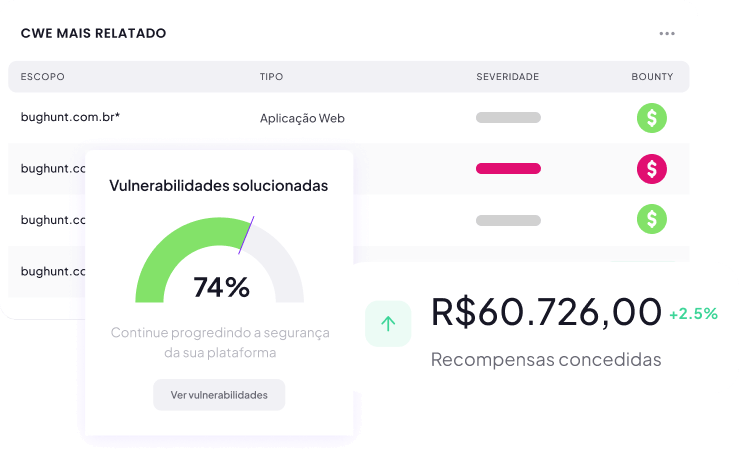 CWE MAIS RELATADO
ESCOPO TIPO SEVERIDADE BOUNTY
bughunt.com.br* Aplicação Web $
bughunt.co $
bughunt.co $
bughunt.co
Vulnerabilidades solucionadas
74%
Continue progredindo a segurança
da sua plataforma
Ver vulnerabilidades
R$60.726,00 +2.5%
Recompensas concedidas